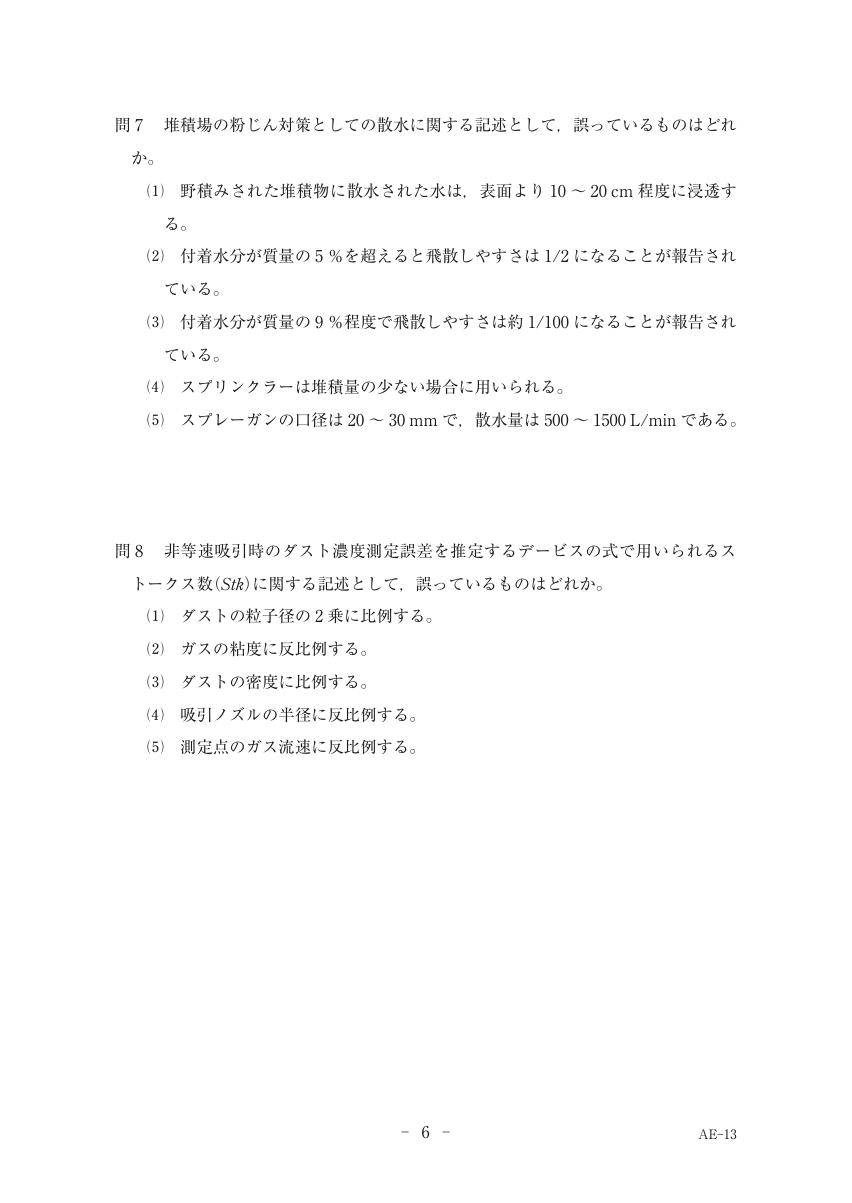 問7　堆積場の粉じん対策としての散水に関する記述として，誤っているものはどれ
か。
⑴　野積みされた堆積物に散水された水は，表面より 10 ～ 20 cm 程度に浸透す
る。
⑵　付着水分が質量の 5 %を超えると飛散しやすさは 1/2 になることが報告され
ている。
⑶　付着水分が質量の 9 %程度で飛散しやすさは約 1/100 になることが報告され
ている。
⑷　スプリンクラーは堆積量の少ない場合に用いられる。
⑸　スプレーガンの口径は 20 ～ 30 mm で，散水量は 500 ～ 1500 L/min である。
問8　非等速吸引時のダスト濃度測定誤差を推定するデービスの式で用いられるス
トークス数(Stk)に関する記述として，誤っているものはどれか。
⑴　ダストの粒子径の 2 乗に比例する。
⑵　ガスの粘度に反比例する。
⑶　ダストの密度に比例する。
⑷　吸引ノズルの半径に反比例する。
⑸　測定点のガス流速に反比例する。
－ 6 －
AE-13